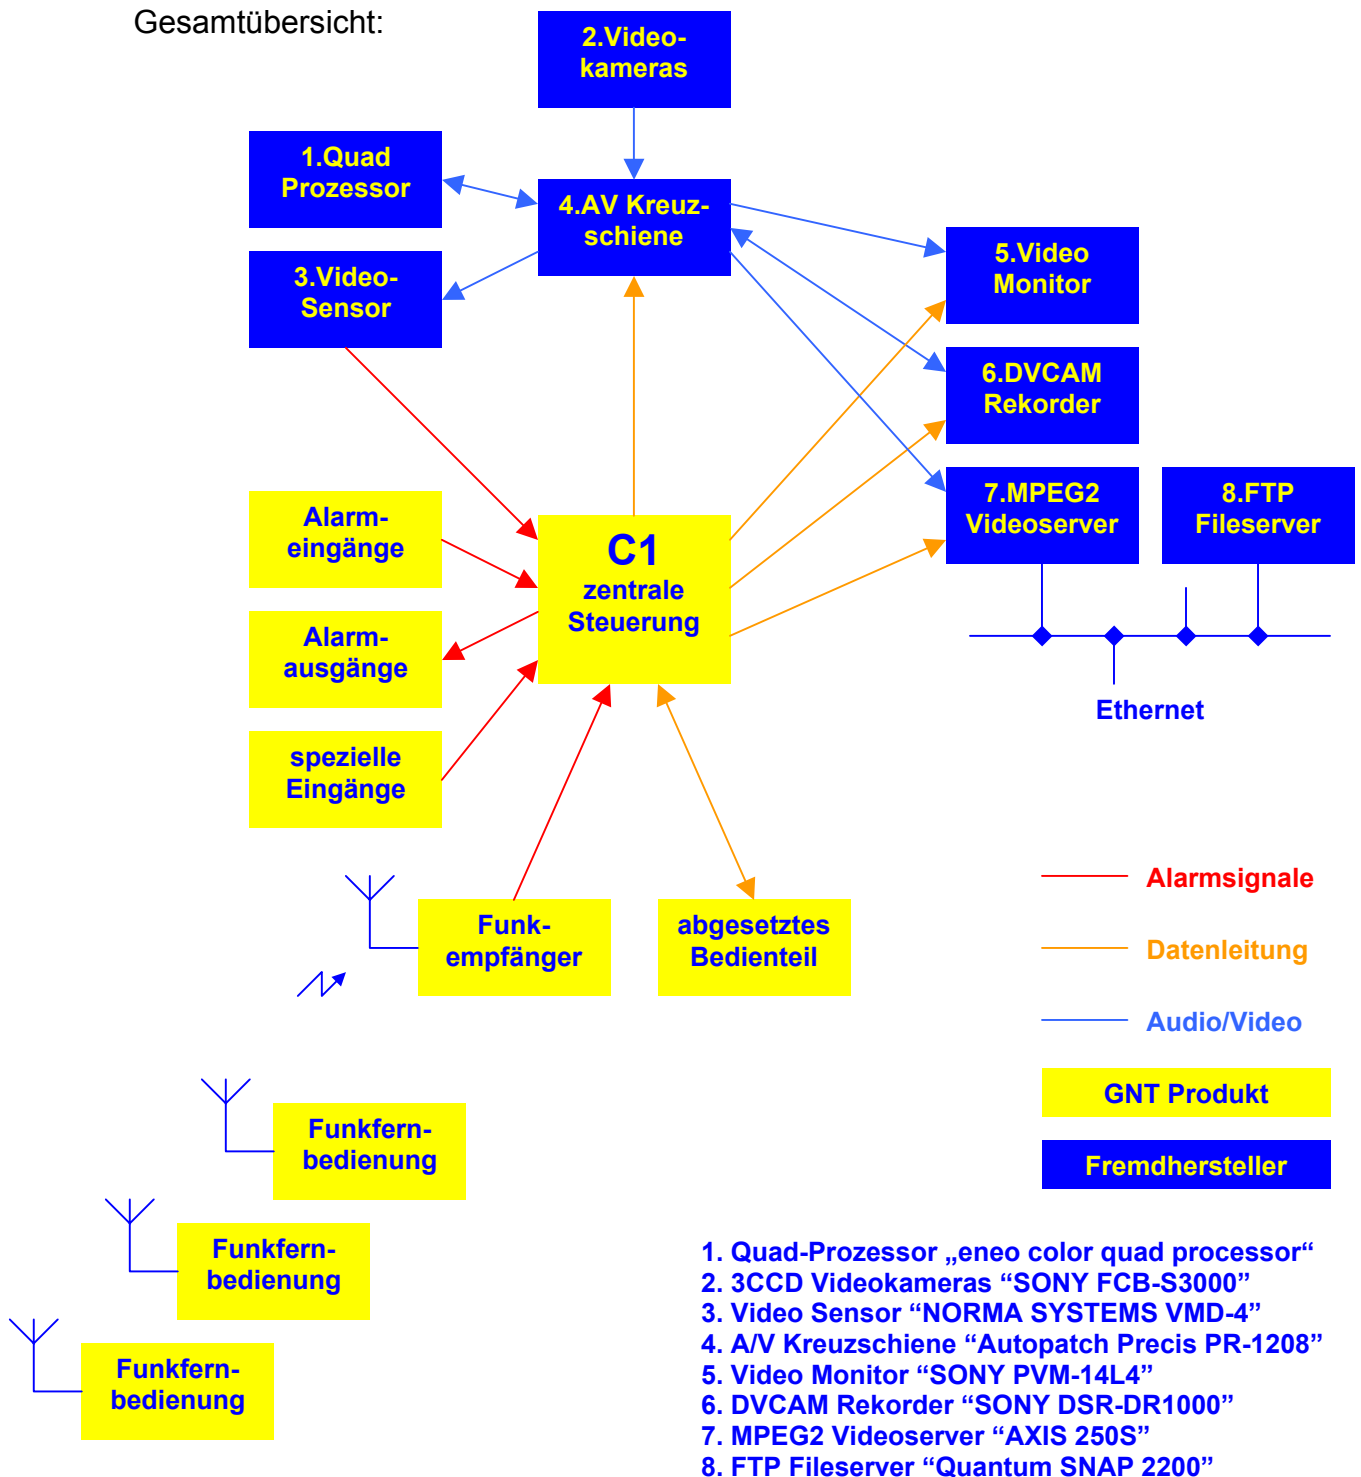 Gesamtübersicht:
2.Video-
kameras
1.Quad
Prozessor
4.AV Kreuz-
schiene
3.Video-
Sensor
5.Video
Monitor
6.DVCAM
Rekorder
7.MPEG2
Videoserver
8.FTP
Fileserver
Alarm-
eingänge
C1
zentrale
Steuerung
Alarm-
ausgänge
spezielle
Eingänge
Ethernet
Funk-
empfänger
abgesetztes
Bedienteil
Alarmsignale
Datenleitung
Audio/Video
GNT Produkt
Fremdhersteller
Funkfern-
bedienung
Funkfern-
bedienung
Funkfern-
bedienung
1. Quad-Prozessor „eneo color quad processor“
2. 3CCD Videokameras “SONY FCB-S3000”
3. Video Sensor “NORMA SYSTEMS VMD-4”
4. A/V Kreuzschiene “Autopatch Precis PR-1208”
5. Video Monitor “SONY PVM-14L4”
6. DVCAM Rekorder “SONY DSR-DR1000”
7. MPEG2 Videoserver “AXIS 250S”
8. FTP Fileserver “Quantum SNAP 2200”